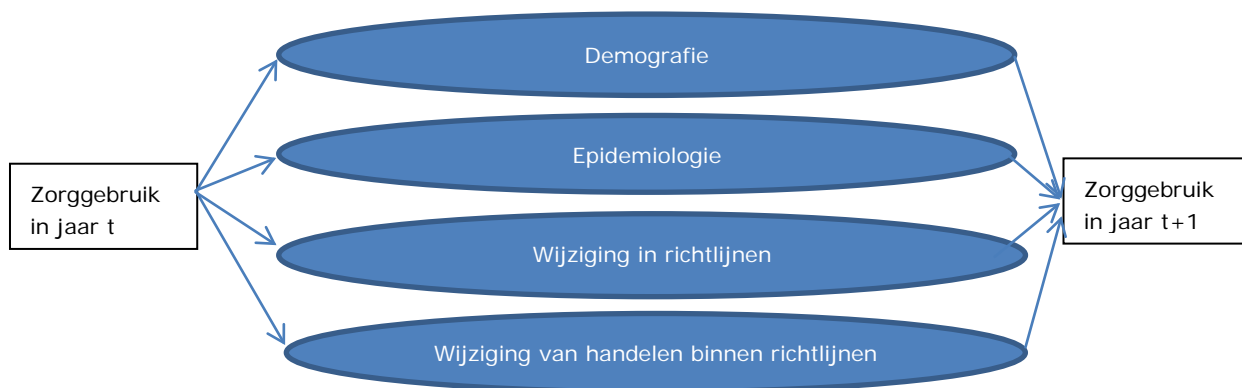 Demografie
Epidemiologie
Zorggebruik
in jaar t
Zorggebruik
in jaar t+1
Wijziging in richtlijnen
Wijziging van handelen binnen richtlijnen